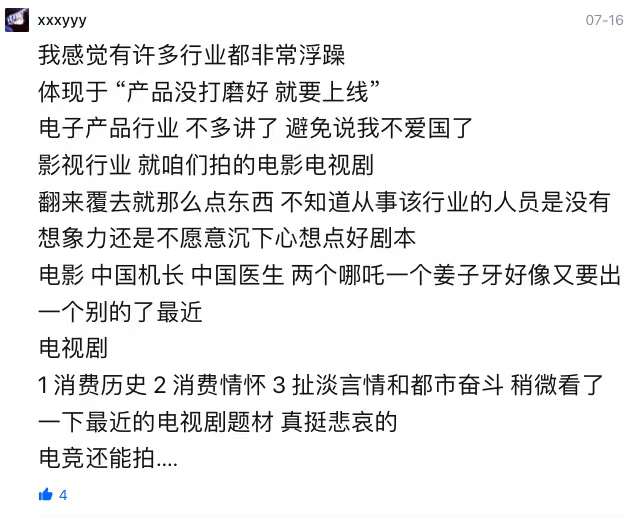 xxxyyy
07-16
我感觉有许多行业都非常浮躁
体现于 “产品没打磨好 就要上线”
电子产品行业 不多讲了 避免说我不爱国了
影视行业 就咱们拍的电影电视剧
翻来覆去就那么点东西 不知道从事该行业的人员是没有
想象力还是不愿意沉下心想点好剧本
电影 中国机长 中国医生 两个哪吒一个姜子牙好像又要出
一个别的了最近
电视剧
1 消费历史 2 消费情怀 3 扯淡言情和都市奋斗 稍微看了
一下最近的电视剧题材 真挺悲哀的
电竞还能拍....
4